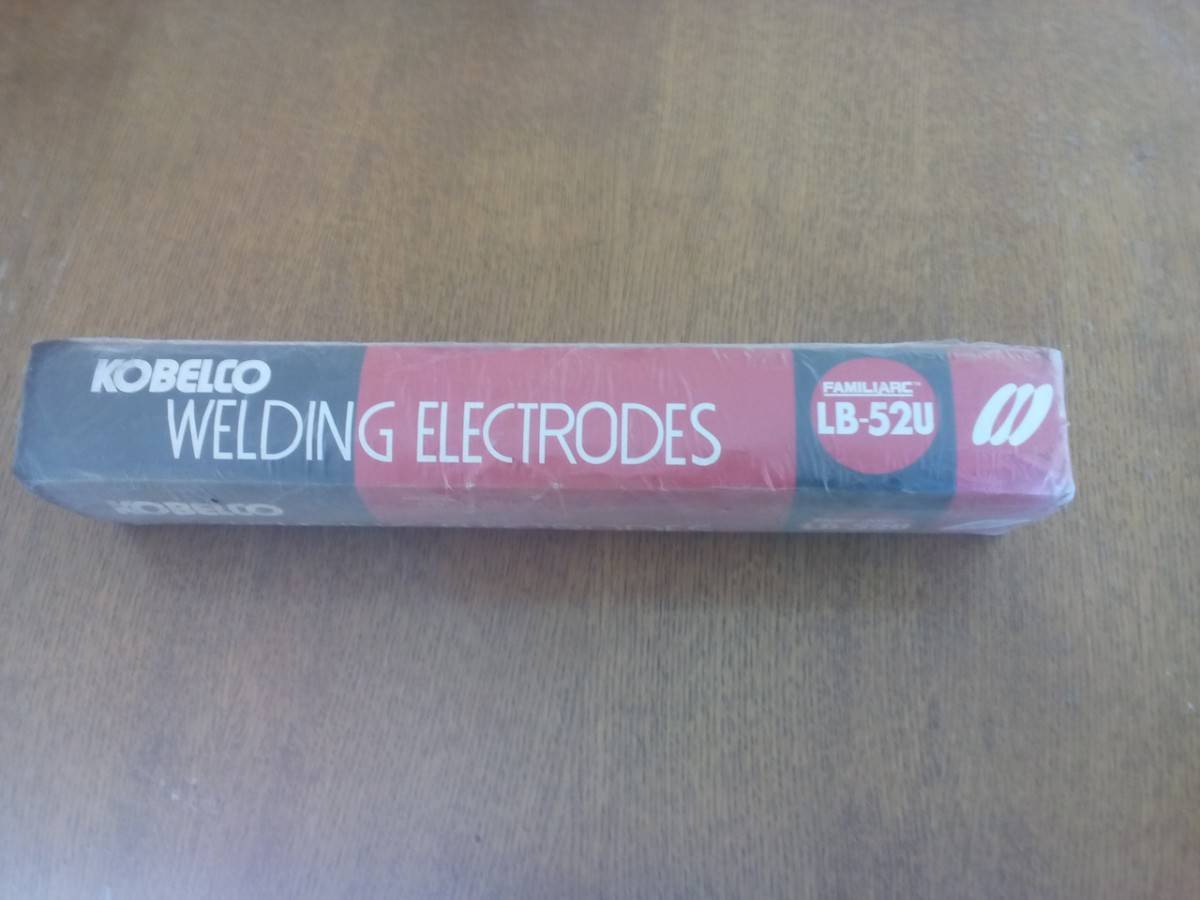 KOBELCO
WELDING ELECTRODES
FAMILIARC™
LB-52U
KOBELCO